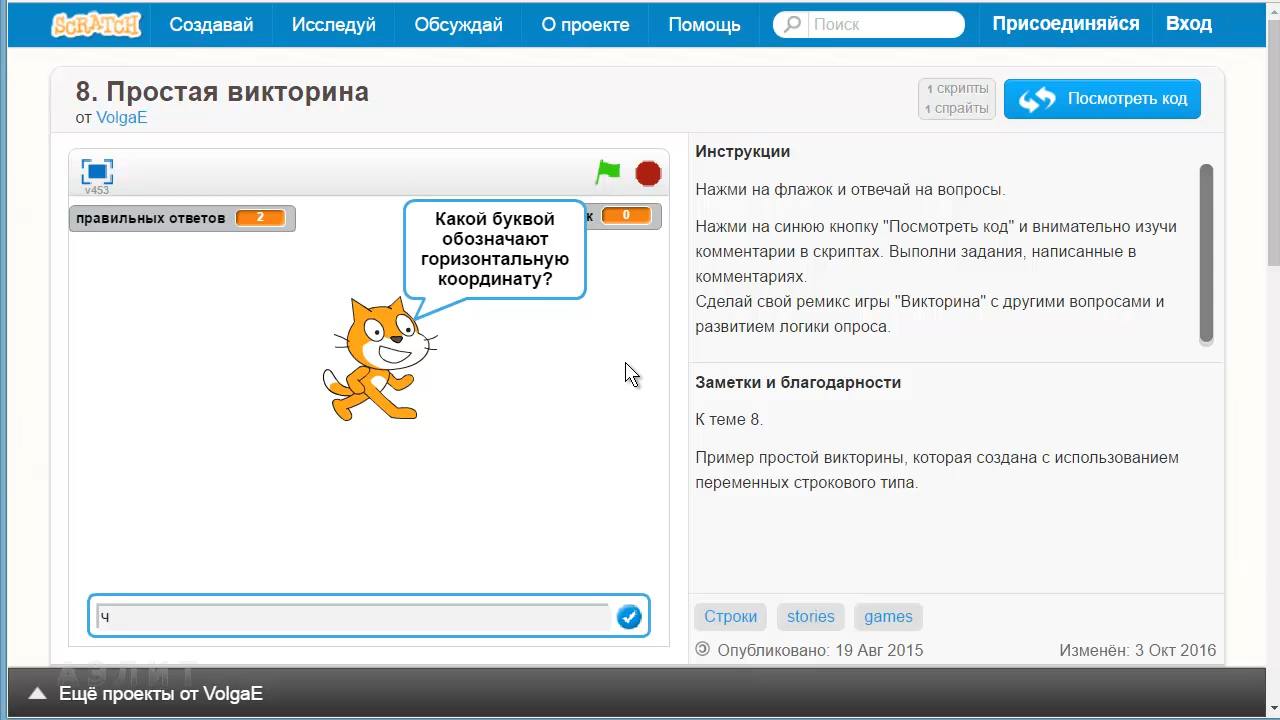 SCRATCH Создавай Исследуй Обсуждай О проекте Помощь Поиск Присоединяйся Вход
8. Простая викторина
от VolgaE
1 скрипты
1 спрайты
Посмотреть код
v453
правильных ответов 2
к 0
Какой буквой
обозначают
горизонтальную
координату?
ч
Инструкции
Нажми на флажок и отвечай на вопросы.
Нажми на синюю кнопку "Посмотреть код" и внимательно изучи
комментарии в скриптах. Выполни задания, написанные в
комментариях.
Сделай свой ремикс игры "Викторина" с другими вопросами и
развитием логики опроса.
Заметки и благодарности
К теме 8.
Пример простой викторины, которая создана с использованием
переменных строкового типа.
Строки stories games
Опубликовано: 19 Авг 2015 Изменён: 3 Окт 2016
АЭЛИТ
Ещё проекты от VolgaE